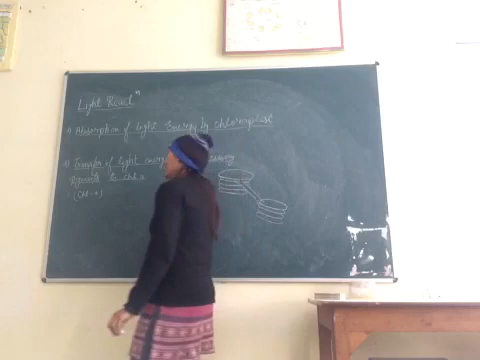 Light React^n
1) Absorption of light Energy by chloroplast
2) Transfer of light energy
Pigments to chl a
(Chl-a)